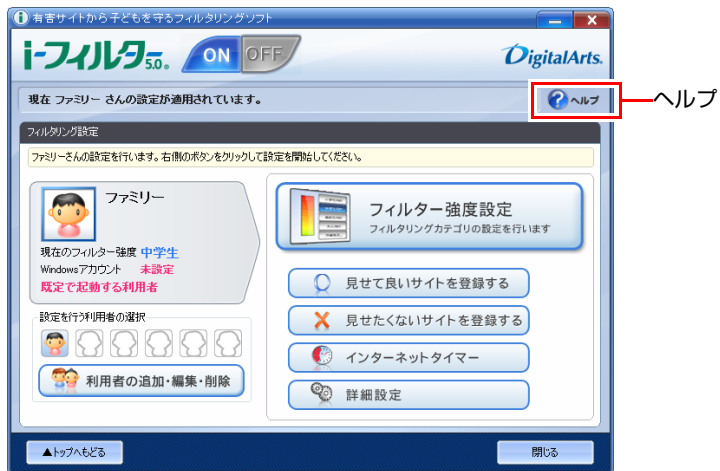 有害サイトから子どもを守るフィルタリングソフト
i-フィルター5.0. ON OFF DigitalArts.
現在 ファミリー さんの設定が適用されています。
ヘルプ
ヘルプ
フィルタリング設定
ファミリーさんの設定を行います。右側のボタンをクリックして設定を開始してください。
ファミリー
現在のフィルター強度 中学生
Windowsアカウント 未設定
既定で起動する利用者
設定を行う利用者の選択
利用者の追加・編集・削除
フィルター強度設定
フィルタリングカテゴリの設定を行います
見せて良いサイトを登録する
見せたくないサイトを登録する
インターネットタイマー
詳細設定
▲トップへもどる
閉じる